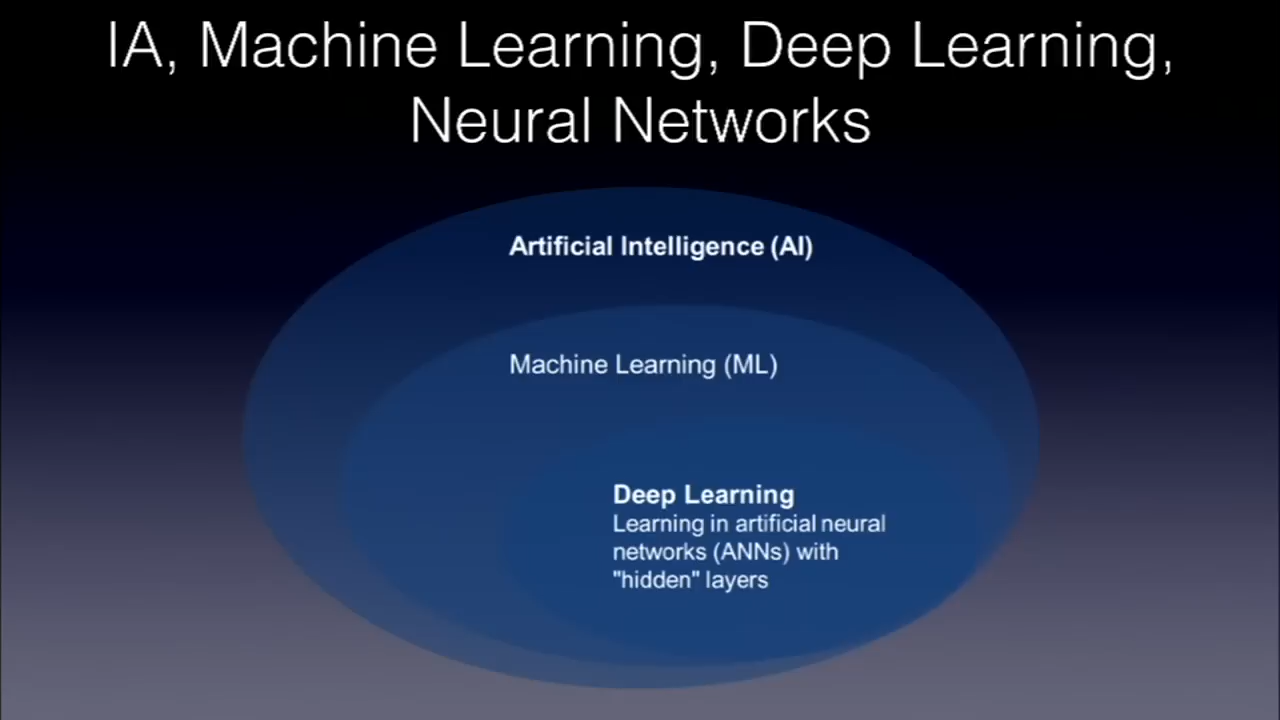 IA, Machine Learning, Deep Learning,
Neural Networks
Artificial Intelligence (AI)
Machine Learning (ML)
Deep Learning
Learning in artificial neural
networks (ANNs) with
"hidden" layers